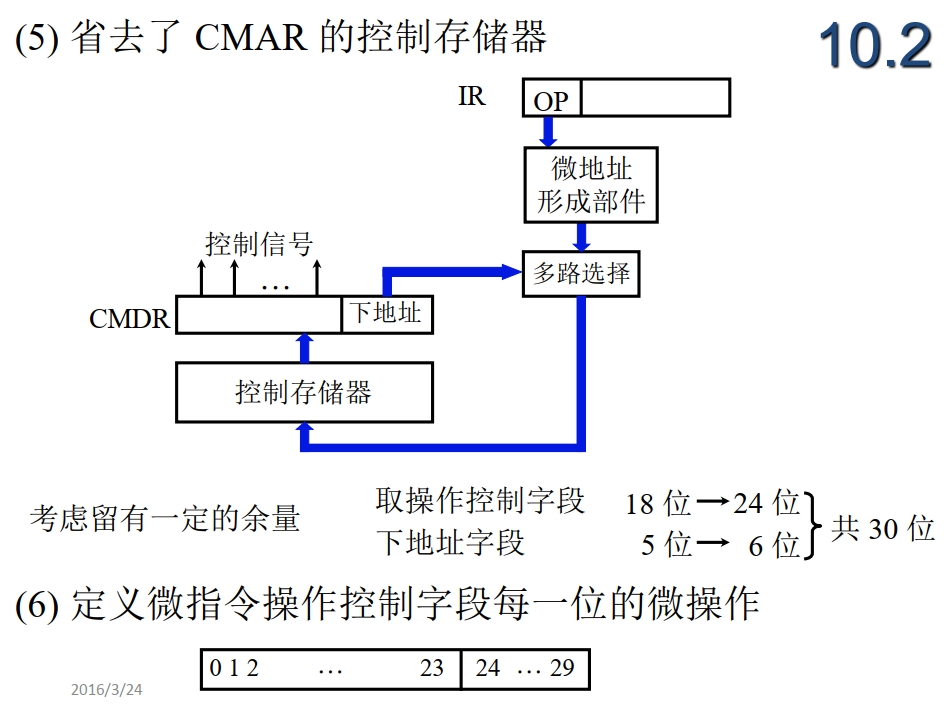 (5) 省去了 CMAR 的控制存储器
10.2
IR
OP
微地址
形成部件
控制信号
多路选择
…
CMDR
下地址
控制存储器
考虑留有一定的余量
取操作控制字段 18 位 → 24 位
下地址字段 5 位 → 6 位
共 30 位
(6) 定义微指令操作控制字段每一位的微操作
0 1 2 … 23 24 … 29
2016/3/24